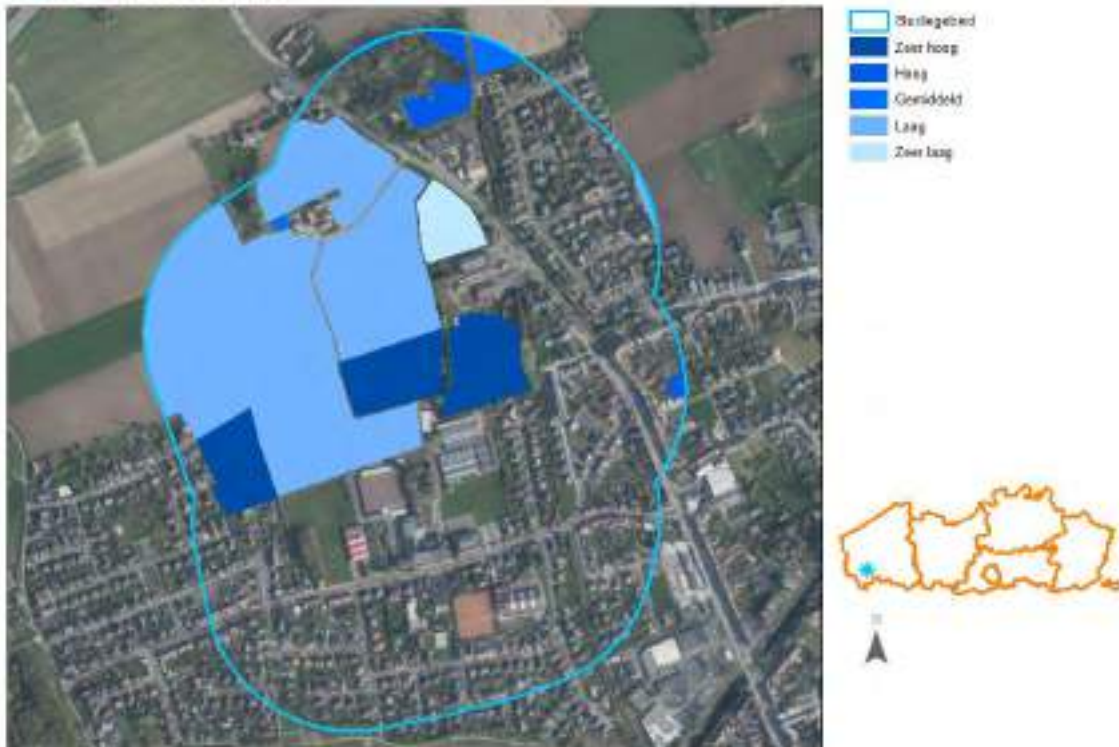 Studiegebied
Zeer hoog
Hoog
Gemiddeld
Laag
Zeer laag